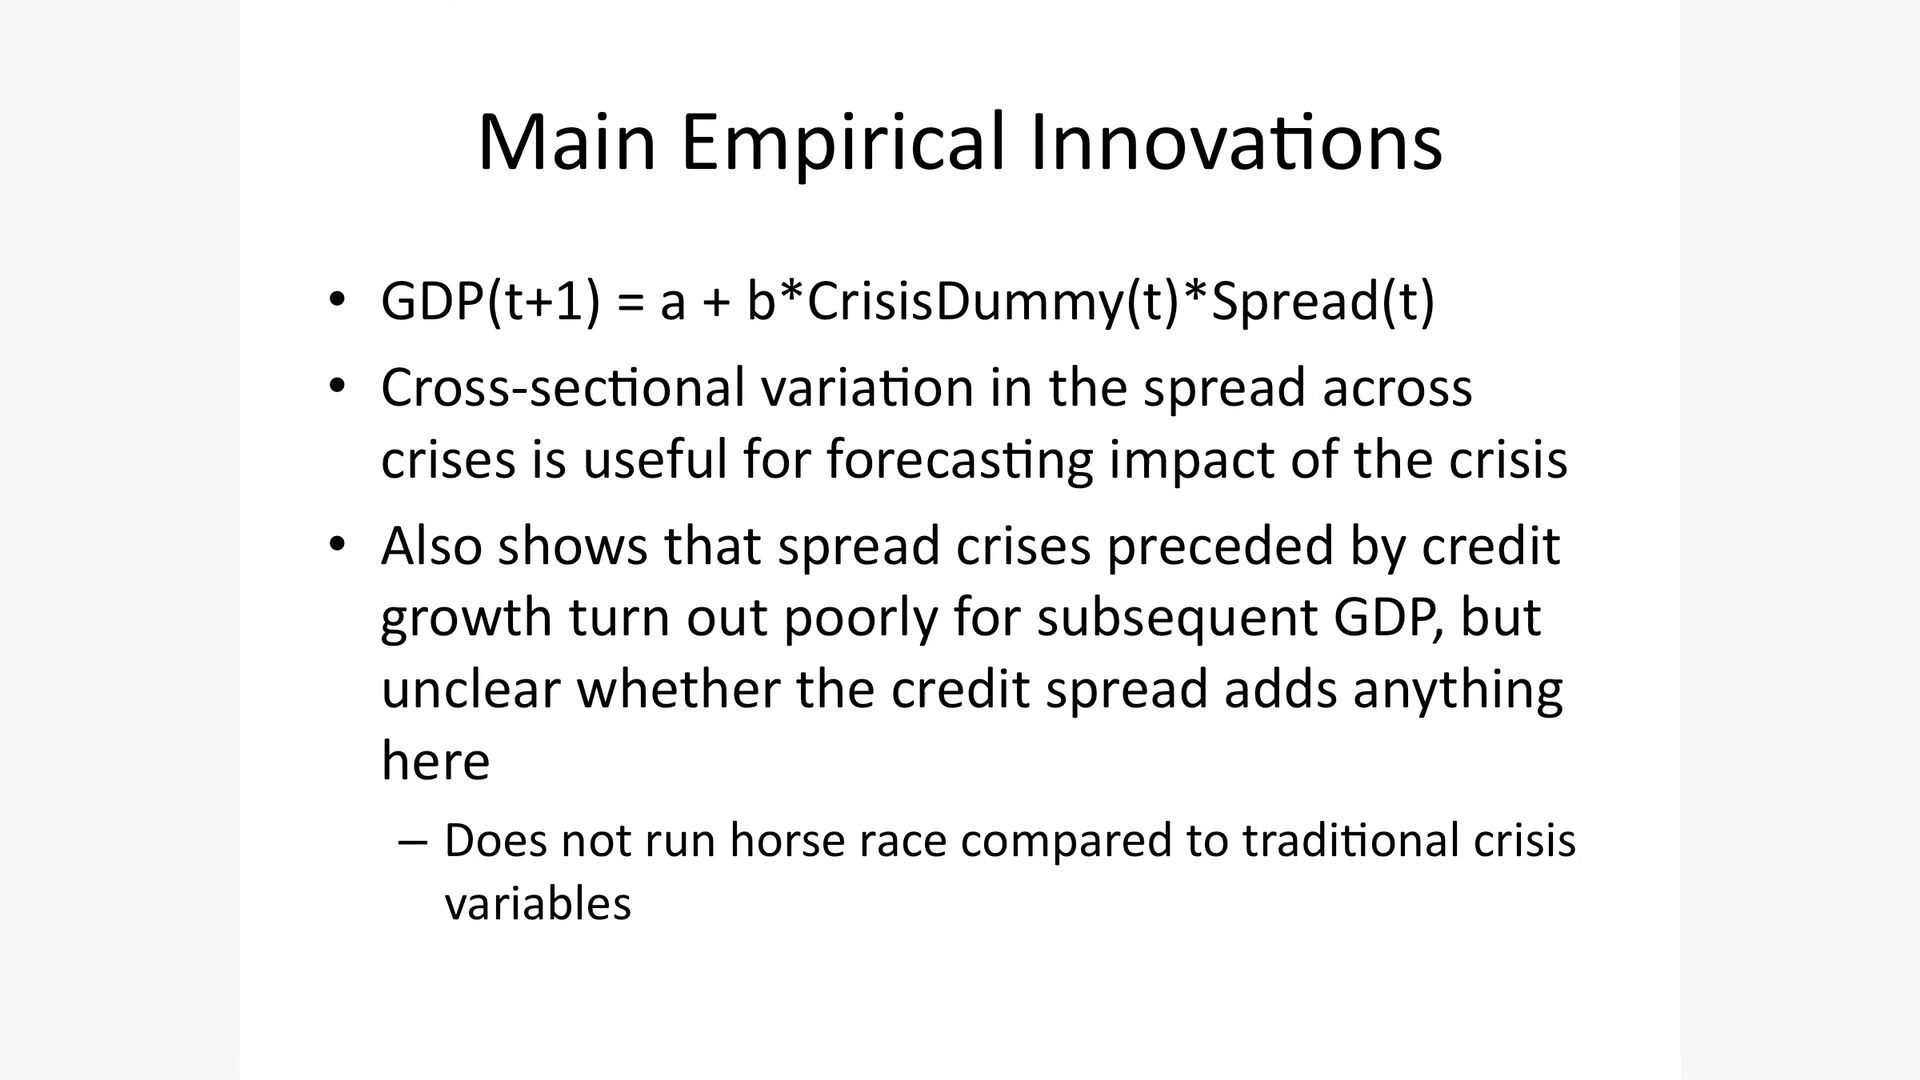 Main Empirical Innovations
• GDP(t+1) = a + b*CrisisDummy(t)*Spread(t)
• Cross-sectional variation in the spread across
crises is useful for forecasting impact of the crisis
• Also shows that spread crises preceded by credit
growth turn out poorly for subsequent GDP, but
unclear whether the credit spread adds anything
here
– Does not run horse race compared to traditional crisis
variables